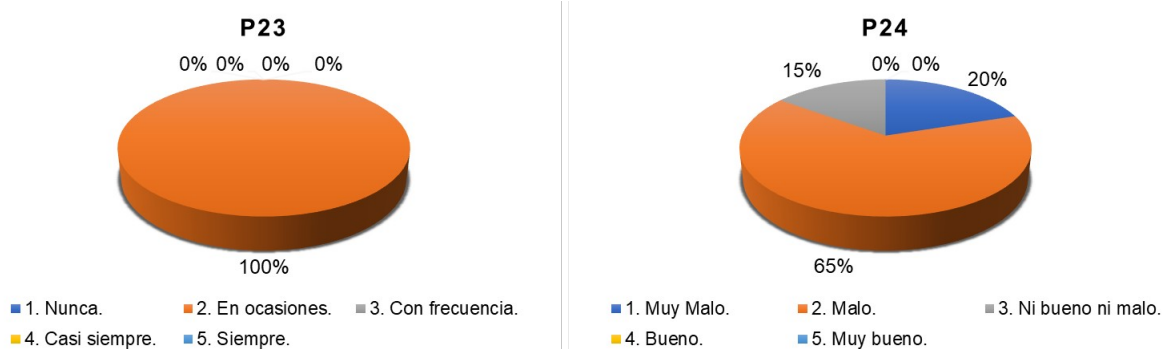 P23
0% 0% 0% 0%
100%
1. Nunca. 2. En ocasiones. 3. Con frecuencia.
4. Casi siempre. 5. Siempre.
P24
0% 0%
15% 20%
65%
1. Muy Malo. 2. Malo. 3. Ni bueno ni malo.
4. Bueno. 5. Muy bueno.